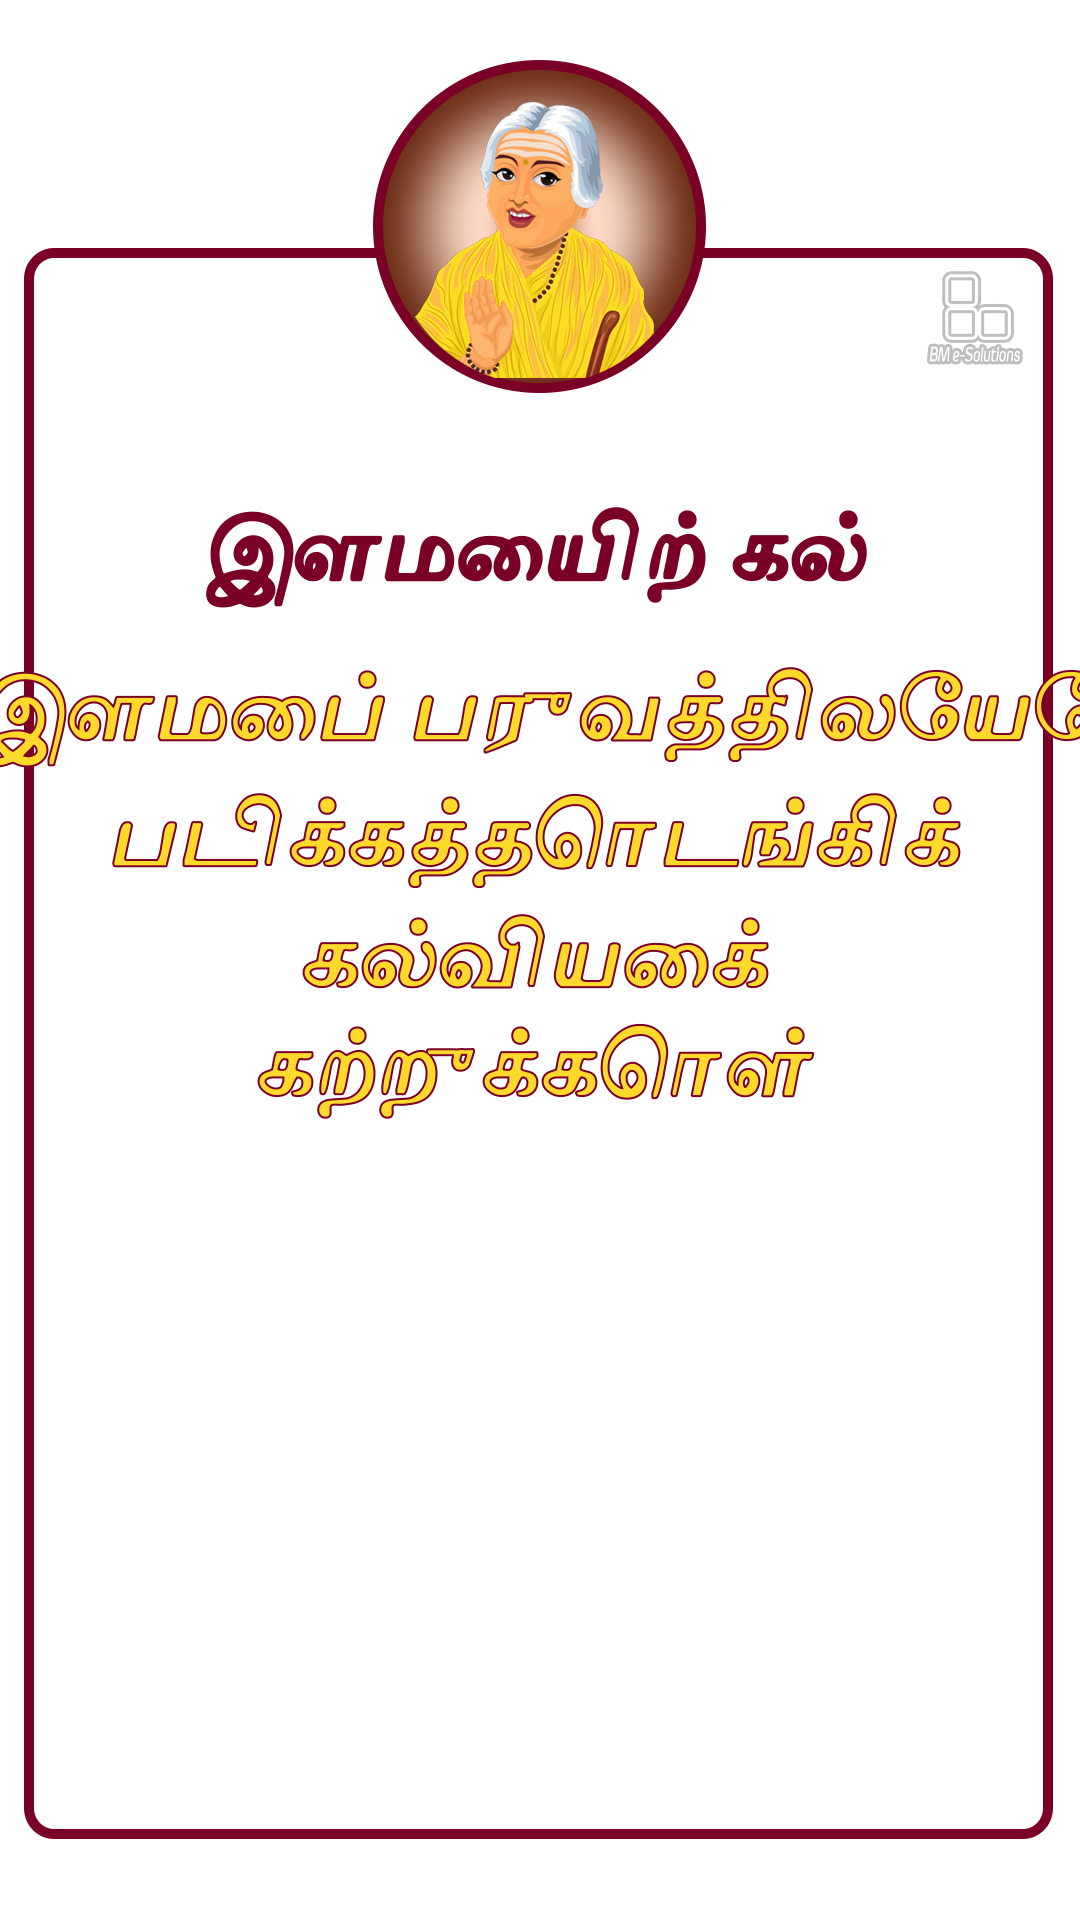 BM e-Solutions
இளமையிற் கல்
இளமைப் பருவத்திலேயே
படிக்கத்தொடங்கிக்
கல்வியைக்
கற்றுக்கொள்